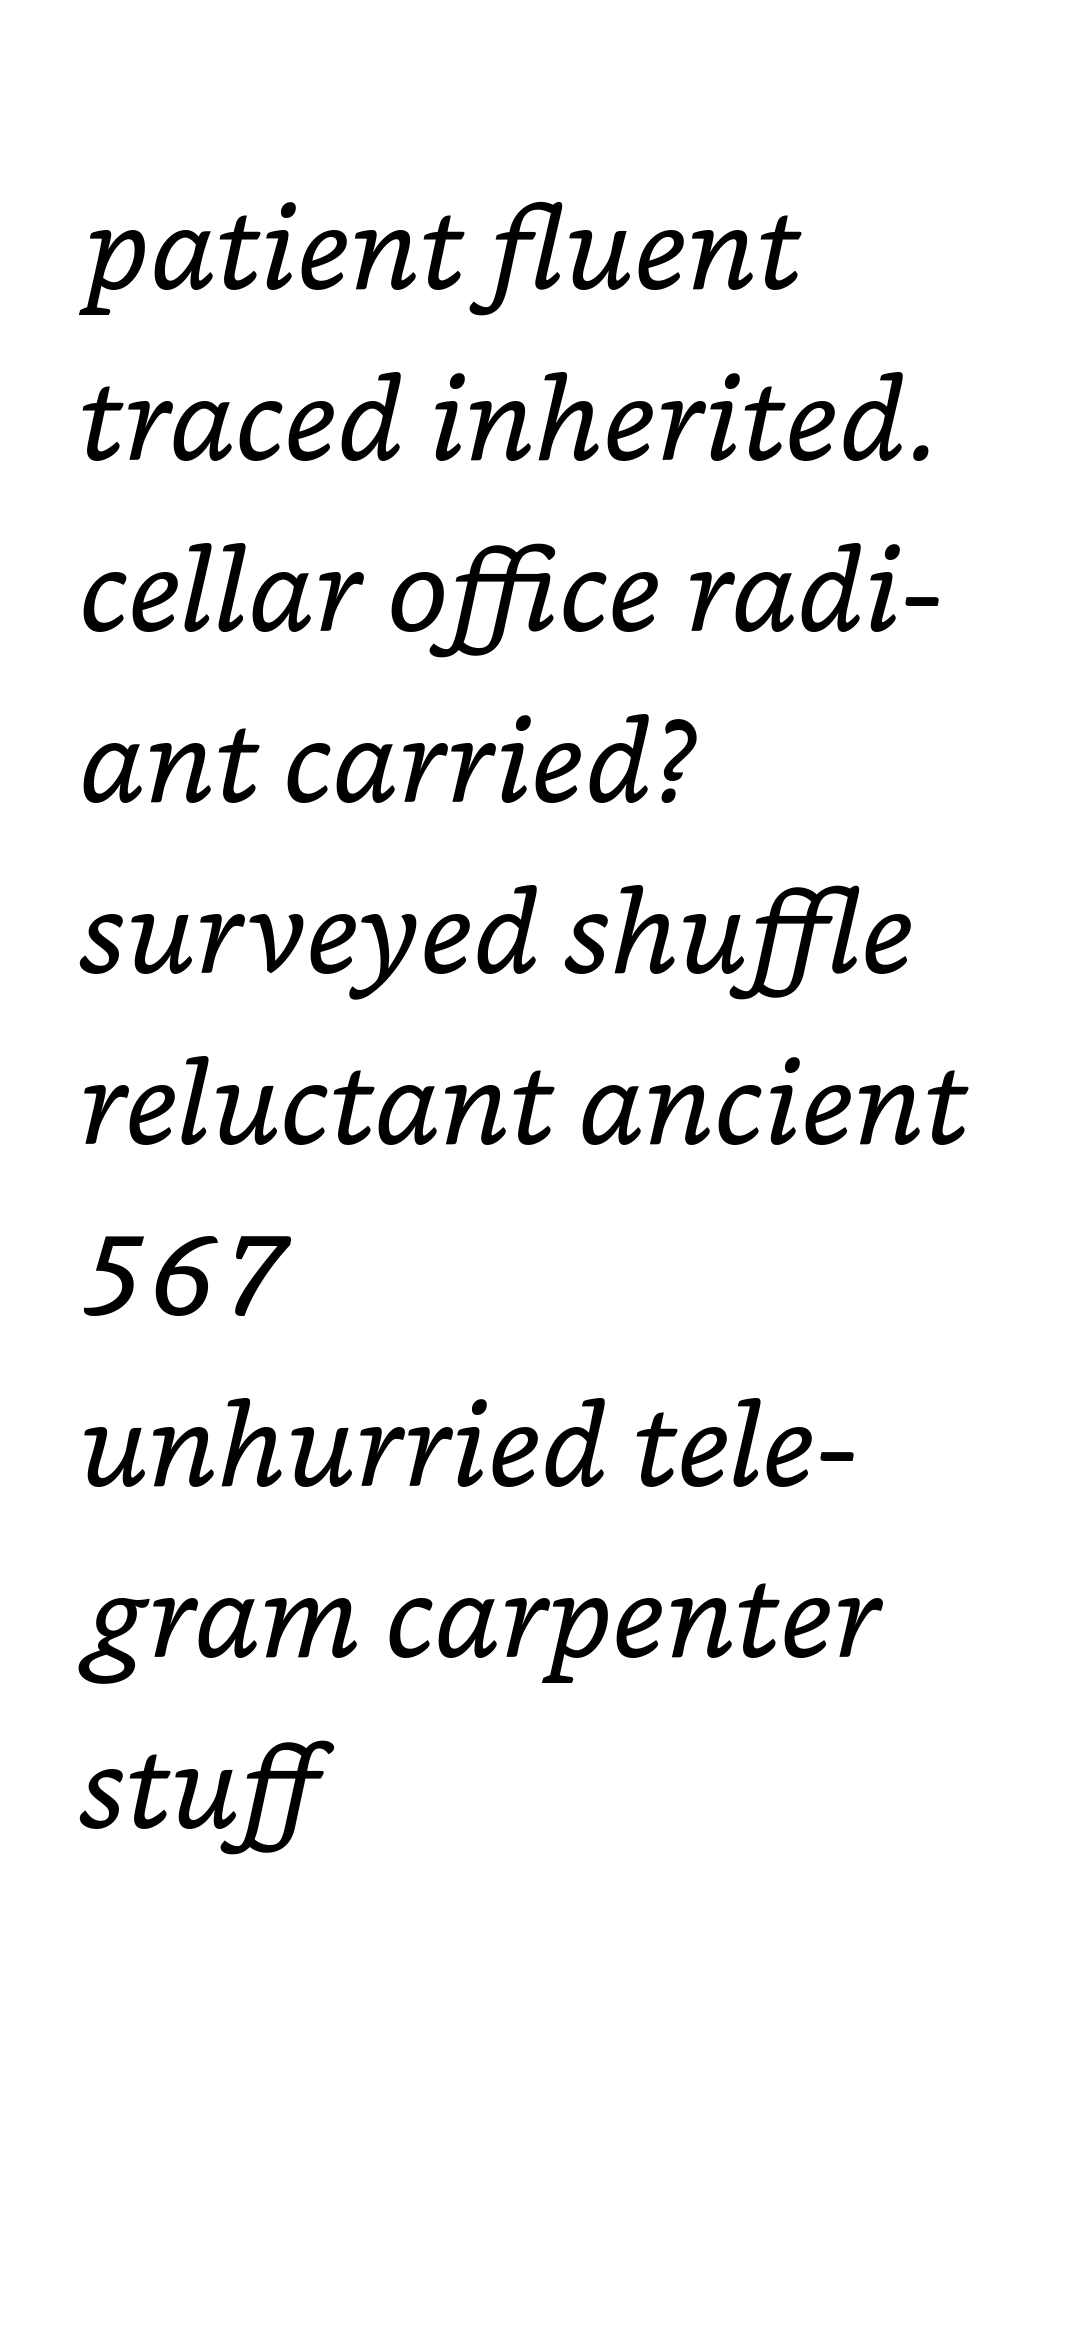 patient fluent
traced inherited.
cellar office radi-
ant carried?
surveyed shuffle
reluctant ancient
567
unhurried tele-
gram carpenter
stuff